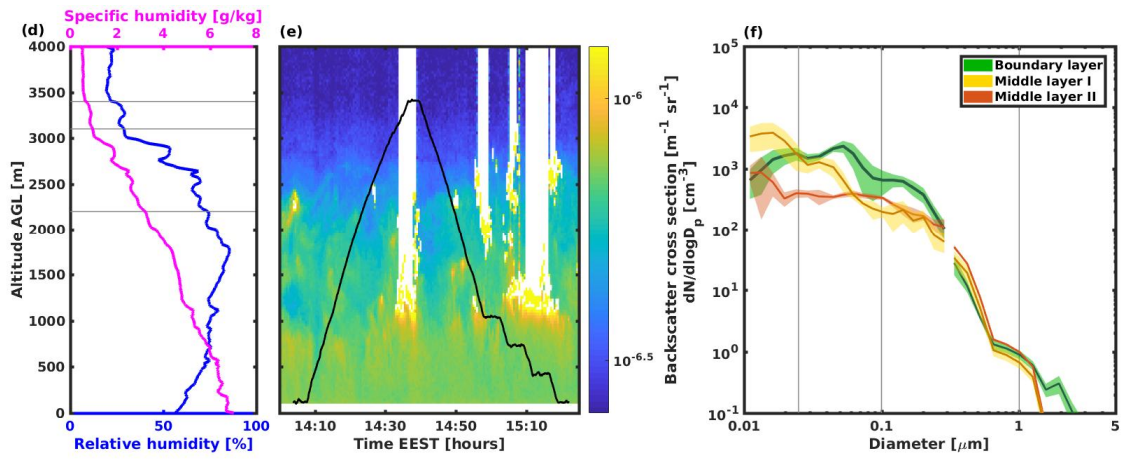 (d)
Specific humidity [g/kg]
0 2 4 6 8
4000
3500
3000
2500
2000
1500
1000
500
0
Altitude AGL [m]
0 50 100
Relative humidity [%]
(e)
14:10 14:30 14:50 15:10
Time EEST [hours]
10-6
10-6.5
Backscatter cross section [m-1 sr-1]
(f)
dN/dlogDp [cm-3]
105
104
103
102
101
100
10-1
Boundary layer
Middle layer I
Middle layer II
0.01 0.1 1 5
Diameter [μm]